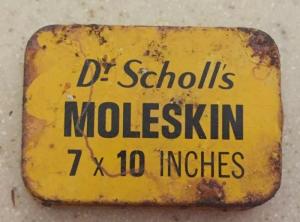 Dr Scholl's
MOLESKIN
7 x 10 INCHES